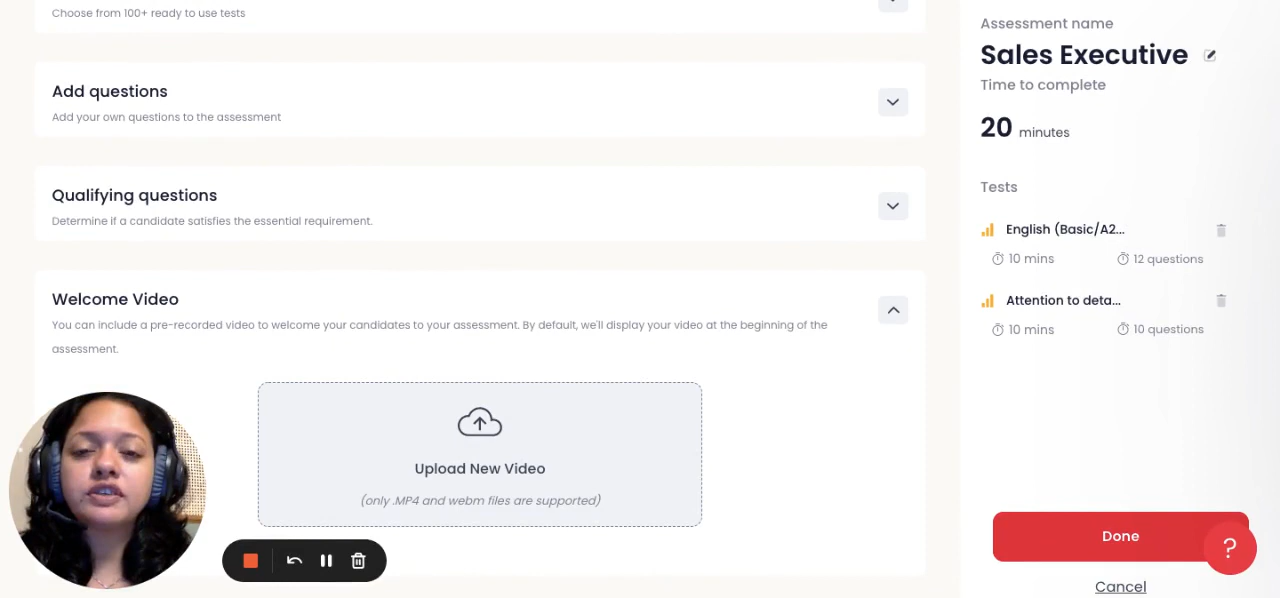 Choose from 100+ ready to use tests
Add questions
Add your own questions to the assessment
Qualifying questions
Determine if a candidate satisfies the essential requirement.
Welcome Video
You can include a pre-recorded video to welcome your candidates to your assessment. By default, we'll display your video at the beginning of the
assessment.
Upload New Video
(only .MP4 and webm files are supported)
Assessment name
Sales Executive
Time to complete
20 minutes
Tests
English (Basic/A2...
10 mins 12 questions
Attention to deta...
10 mins 10 questions
Done
?
Cancel